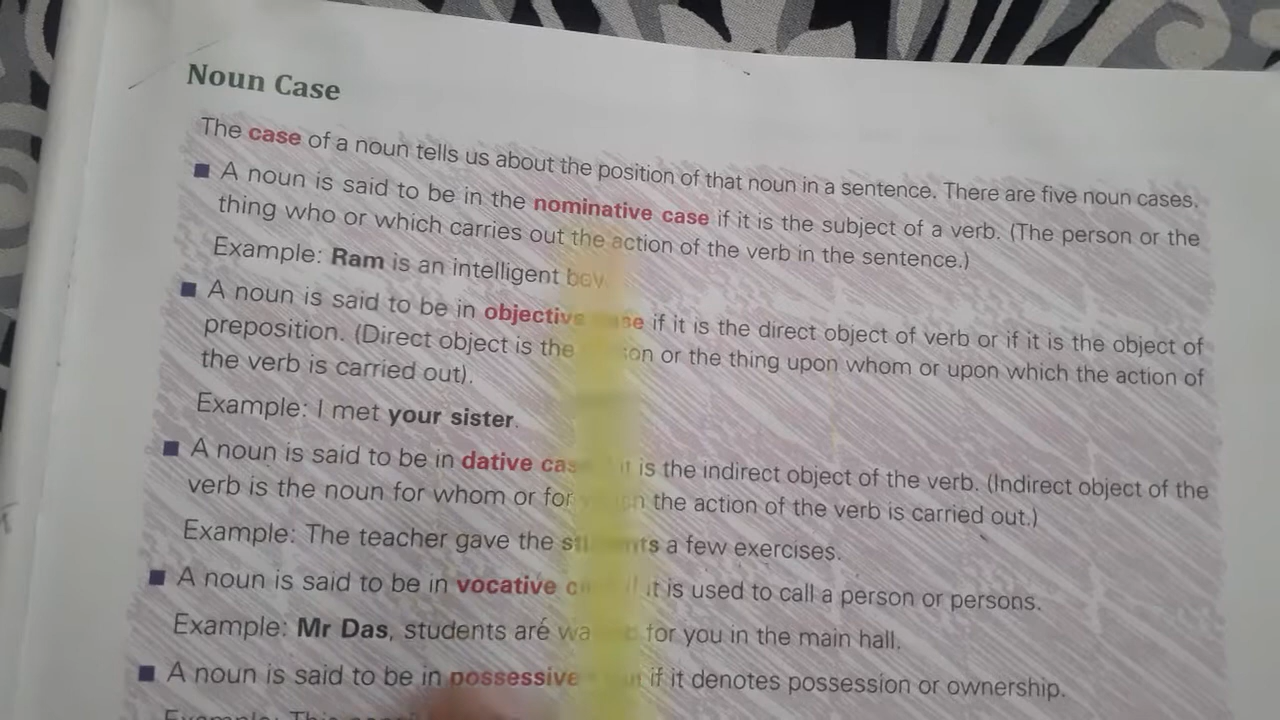 Noun Case
The case of a noun tells us about the position of that noun in a sentence. There are five noun cases.
■ A noun is said to be in the nominative case if it is the subject of a verb. (The person or the
thing who or which carries out the action of the verb in the sentence.)
Example: Ram is an intelligent boy
■ A noun is said to be in objective case if it is the direct object of verb or if it is the object of
preposition. (Direct object is the or the thing upon whom or upon which the action of
the verb is carried out).
Example: I met your sister.
■ A noun is said to be in dative case it is the indirect object of the verb. (Indirect object of the
verb is the noun for whom or for the action of the verb is carried out.)
Example: The teacher gave the students a few exercises.
■ A noun is said to be in vocative it is used to call a person or persons.
Example: Mr Das, students are for you in the main hall.
■ A noun is said to be in possessive if it denotes possession or ownership.
Example: This